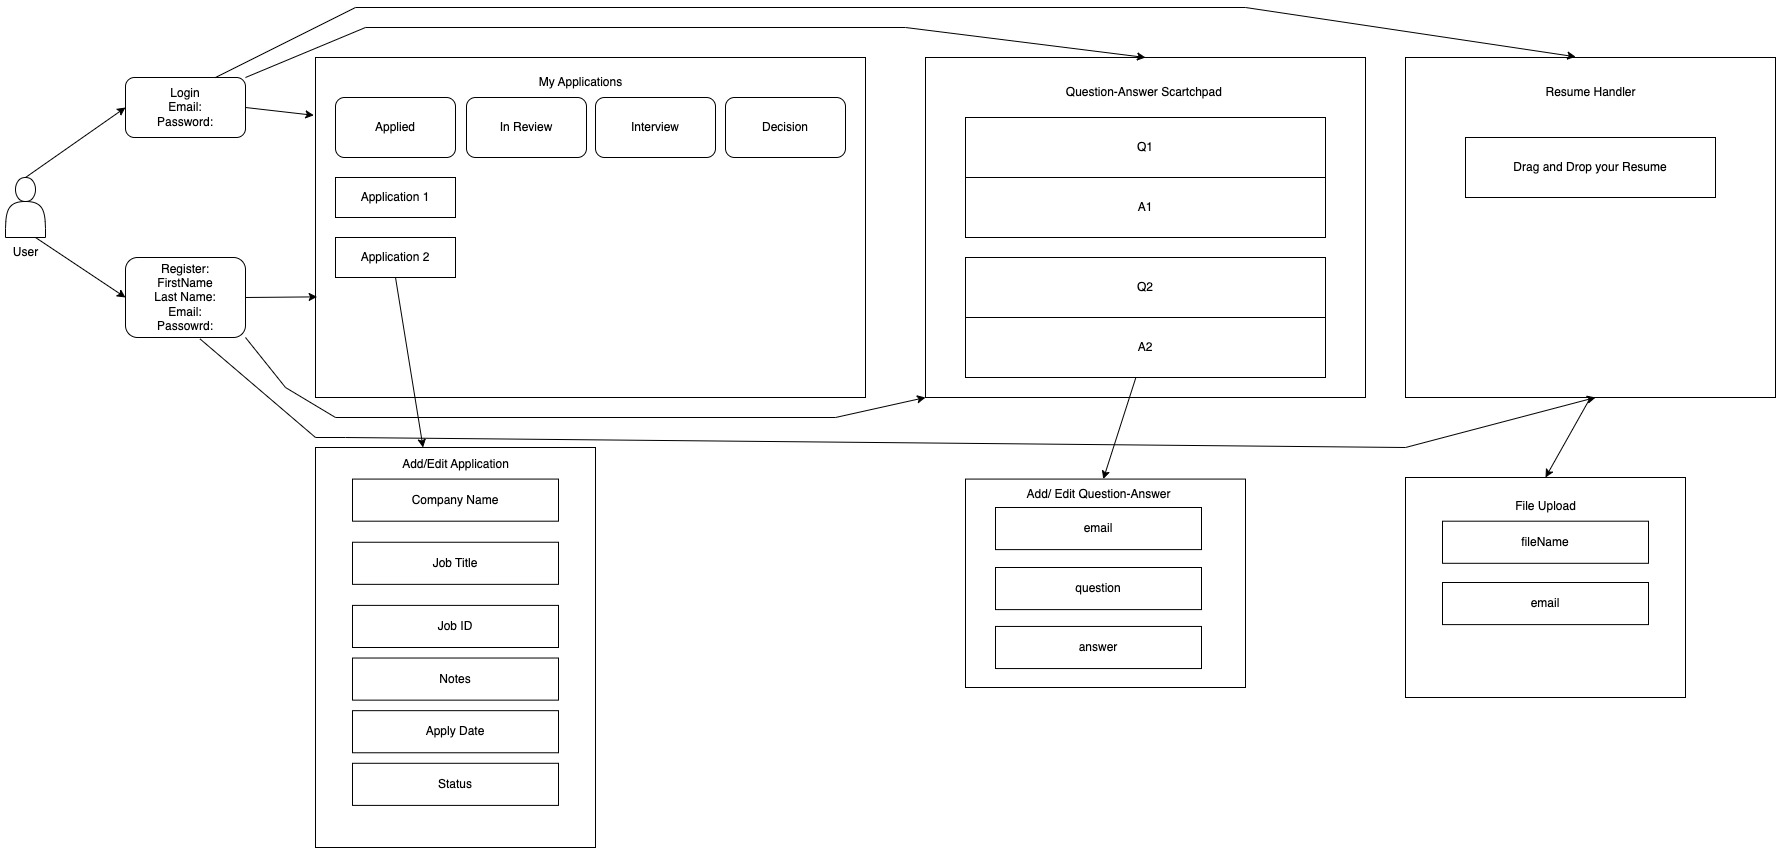 Login
Email:
Password:
User
Register:
FirstName
Last Name:
Email:
Passowrd:
My Applications
Applied
In Review
Interview
Decision
Application 1
Application 2
Question-Answer Scartchpad
Q1
A1
Q2
A2
Resume Handler
Drag and Drop your Resume
Add/Edit Application
Company Name
Job Title
Job ID
Notes
Apply Date
Status
Add/ Edit Question-Answer
email
question
answer
File Upload
fileName
email